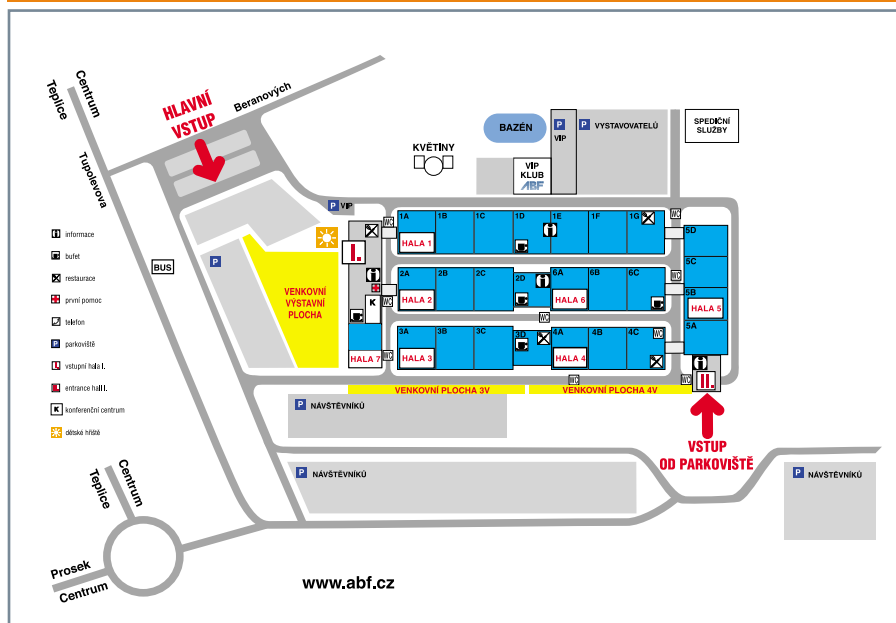 Teplice
Centrum
Tupolevova
HLAVNÍ
VSTUP
Beranových
KVĚTINY
BAZÉN
P
VIP
P VYSTAVOVATELŮ
SPEDIČNÍ
SLUŽBY
VIP
KLUB
ABF
P VIP
WC
1A
1B
1C
1D
1E
1F
1G
WC
HALA 1
5D
I.
informace
bufet
restaurace
první pomoc
telefon
P parkoviště
vstupní hala I.
entrance hall I.
K konferenční centrum
dětské hřiště
BUS
P
VENKOVNÍ
VÝSTAVNÍ
PLOCHA
K
WC
2A
2B
2C
2D
6A
6B
6C
WC
HALA 2
HALA 6
5C
5B
HALA 5
5A
WC
3A
3B
3C
3D
4A
4B
4C
WC
HALA 7
WC
HALA 3
HALA 4
WC
WC
II.
VENKOVNÍ PLOCHA 3V
VENKOVNÍ PLOCHA 4V
P NÁVŠTĚVNÍKŮ
VSTUP
OD PARKOVIŠTĚ
P NÁVŠTĚVNÍKŮ
P NÁVŠTĚVNÍKŮ
Teplice
Centrum
Prosek
Centrum
www.abf.cz